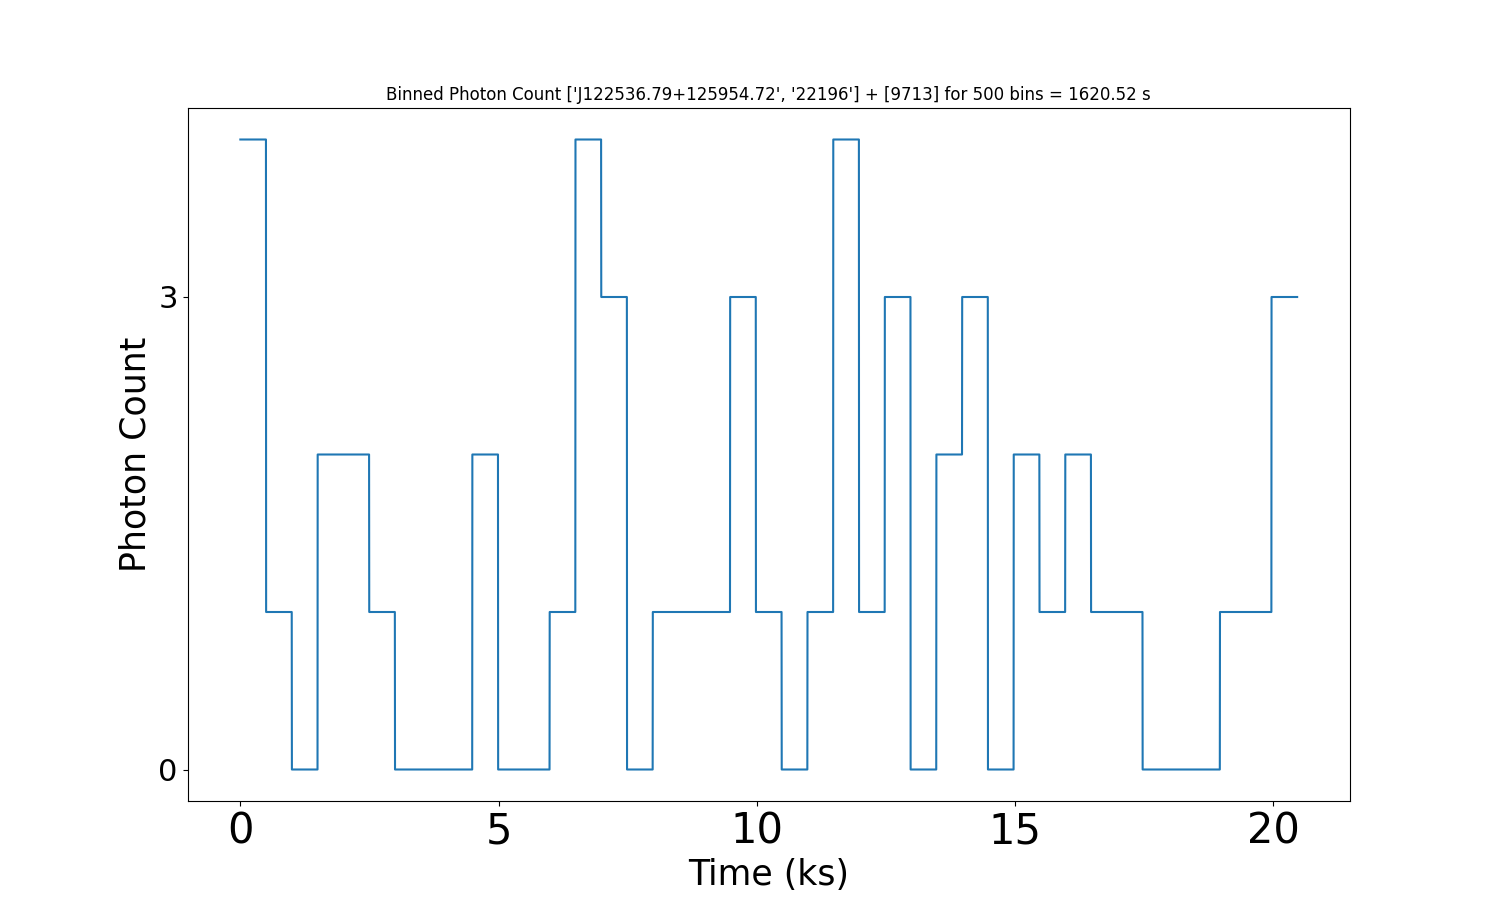 Binned Photon Count ['J122536.79+125954.72', '22196'] + [9713] for 500 bins = 1620.52 s
Photon Count
3
0
0 5 10 15 20
Time (ks)